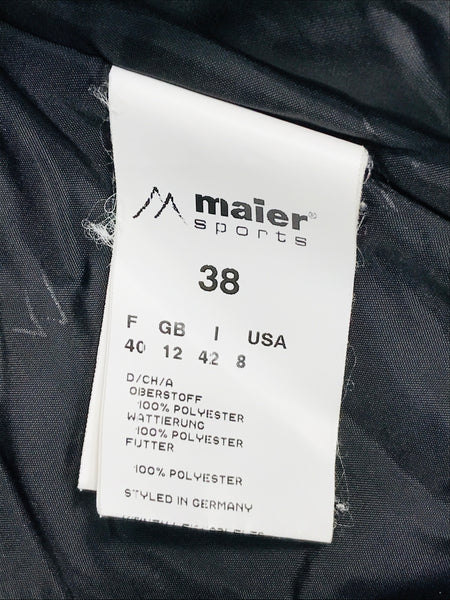 maier®
sports
38
F GB I USA
40 12 42 8
D/CH/A
OBERSTOFF
100% POLYESTER
WATTIERUNG
100% POLYESTER
FUTTER
100% POLYESTER
STYLED IN GERMANY